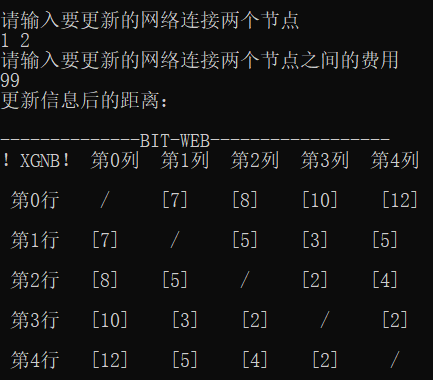 请输入要更新的网络连接两个节点
1 2
请输入要更新的网络连接两个节点之间的费用
99
更新信息后的距离：
--------------BIT-WEB------------------
! XGNB! 第0列 第1列 第2列 第3列 第4列
第0行 / [7] [8] [10] [12]
第1行 [7] / [5] [3] [5]
第2行 [8] [5] / [2] [4]
第3行 [10] [3] [2] / [2]
第4行 [12] [5] [4] [2] /